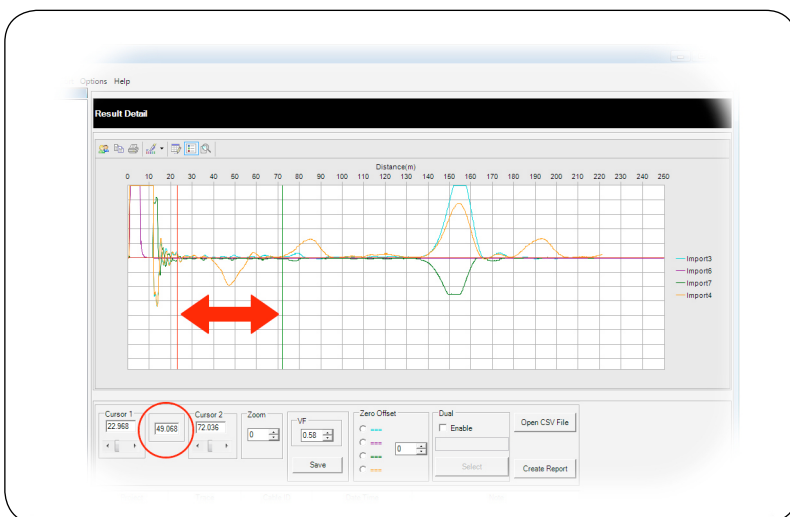 Options Help
Result Detail
Distance(m)
0 10 20 30 40 50 60 70 80 90 100 110 120 130 140 150 160 170 180 190 200 210 220 230 240 250
Import3
Import6
Import7
Import4
Cursor 1
22.968
49.068
Cursor 2
72.036
Zoom
0
VF
0.58
Save
Zero Offset
0
Dual
Enable
Select
Open CSV File
Create Report